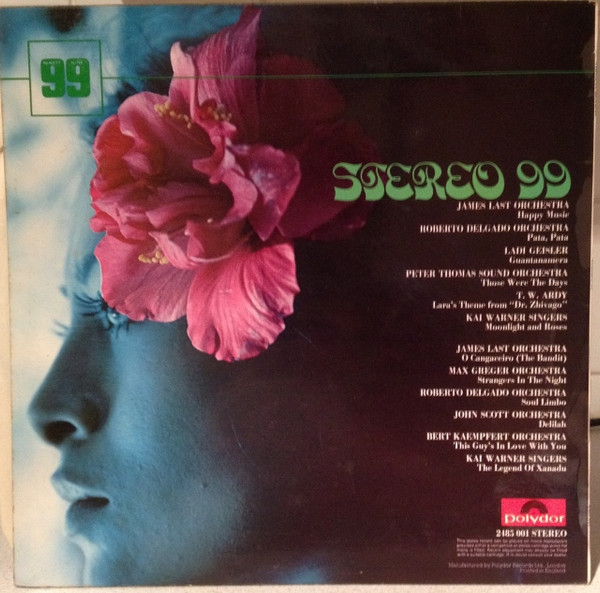 99
STEREO 99
JAMES LAST ORCHESTRA
Happy Music
ROBERTO DELGADO ORCHESTRA
Pata, Pata
LADI GEISLER
Guantanamera
PETER THOMAS SOUND ORCHESTRA
Those Were The Days
T. W. ARDY
Lara's Theme from "Dr. Zhivago"
KAI WARNER SINGERS
Moonlight and Roses
JAMES LAST ORCHESTRA
O Cangaceiro (The Bandit)
MAX GREGER ORCHESTRA
Strangers In The Night
ROBERTO DELGADO ORCHESTRA
Soul Limbo
JOHN SCOTT ORCHESTRA
Delilah
BERT KAEMPFERT ORCHESTRA
This Guy's In Love With You
KAI WARNER SINGERS
The Legend Of Xanadu
Polydor
2485 001 STEREO
Manufactured by Polydor Records Ltd., London
Printed in England